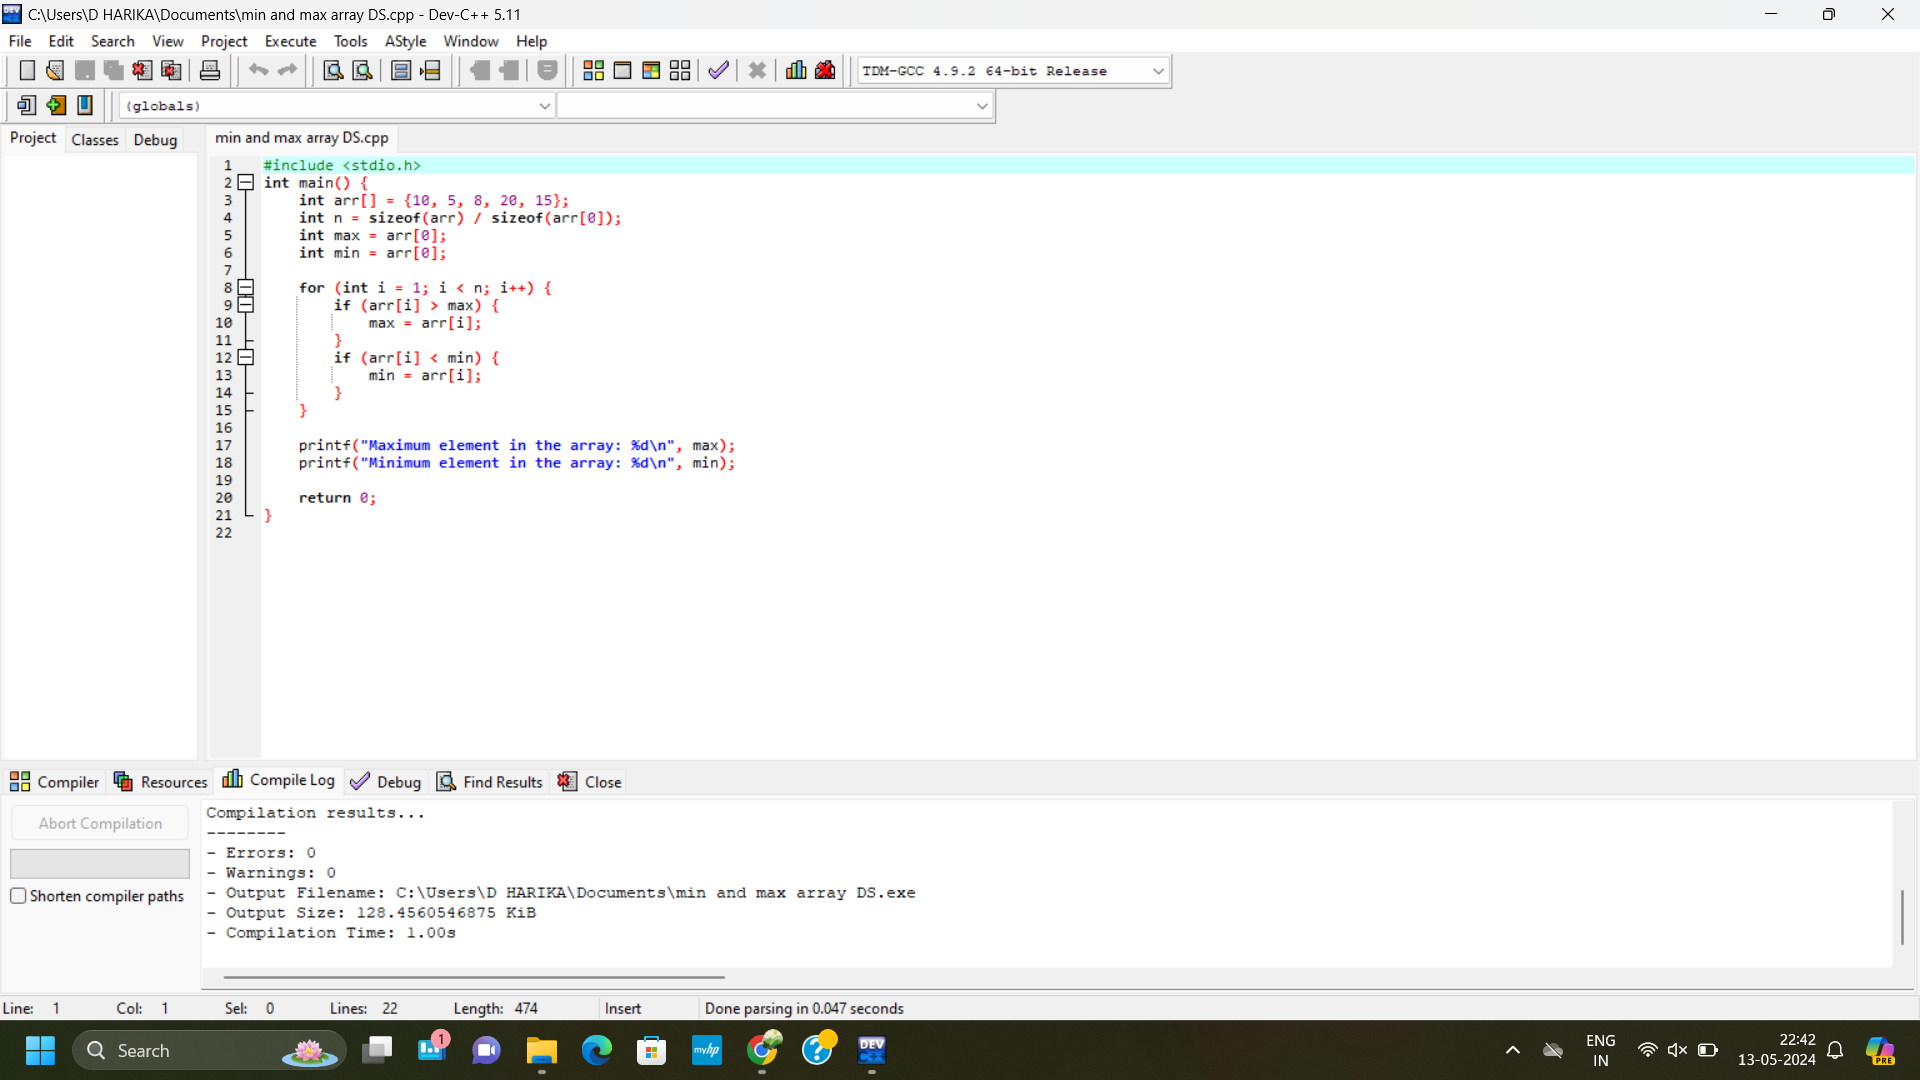 C:\Users\D HARIKA\Documents\min and max array DS.cpp - Dev-C++ 5.11
File Edit Search View Project Execute Tools AStyle Window Help
TDM-GCC 4.9.2 64-bit Release
(globals)
Project Classes Debug
min and max array DS.cpp
1 #include <stdio.h>
2 int main() {
3     int arr[] = {10, 5, 8, 20, 15};
4     int n = sizeof(arr) / sizeof(arr[0]);
5     int max = arr[0];
6     int min = arr[0];
7
8     for (int i = 1; i < n; i++) {
9         if (arr[i] > max) {
10             max = arr[i];
11         }
12         if (arr[i] < min) {
13             min = arr[i];
14         }
15     }
16
17     printf("Maximum element in the array: %d\n", max);
18     printf("Minimum element in the array: %d\n", min);
19
20     return 0;
21 }
22
Compiler Resources Compile Log Debug Find Results Close
Abort Compilation
Shorten compiler paths
Compilation results...
--------
- Errors: 0
- Warnings: 0
- Output Filename: C:\Users\D HARIKA\Documents\min and max array DS.exe
- Output Size: 128.4560546875 KiB
- Compilation Time: 1.00s
Line: 1 Col: 1 Sel: 0 Lines: 22 Length: 474 Insert Done parsing in 0.047 seconds
Search
1
myhp
DEV C++
ENG
IN
22:42
13-05-2024
PRE